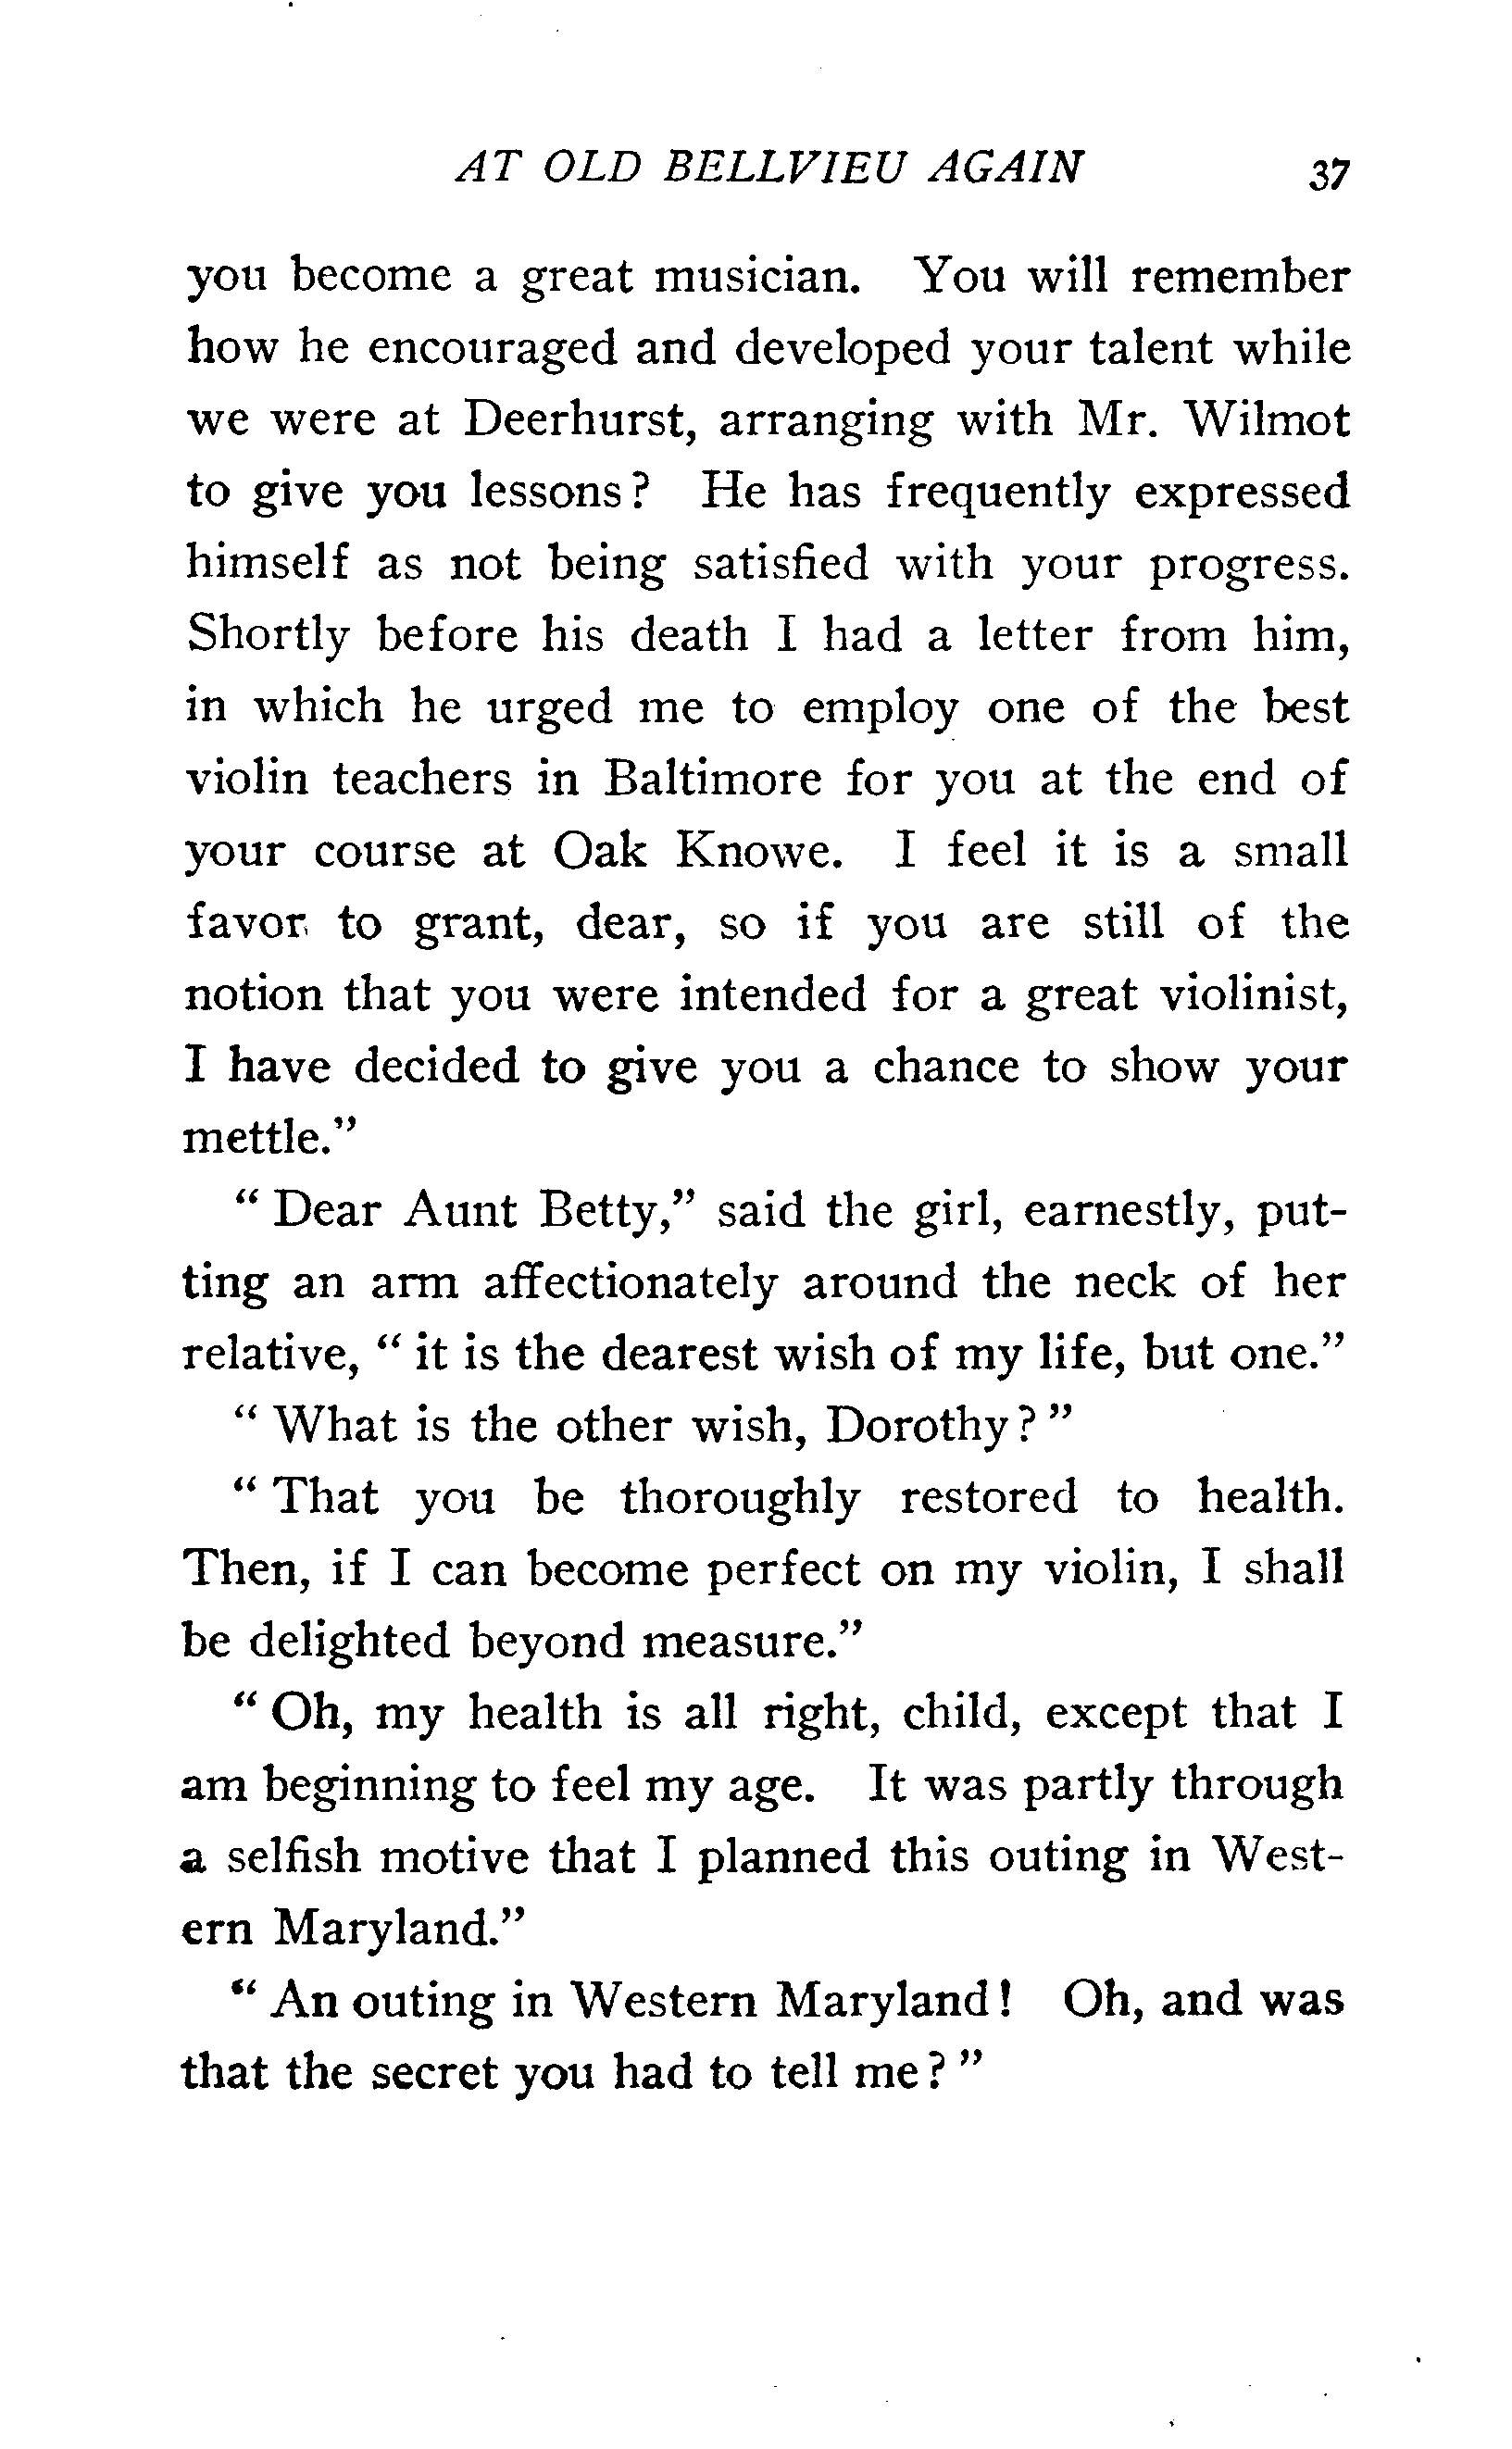 AT OLD BELLVIEU AGAIN 37
you become a great musician. You will remember
how he encouraged and developed your talent while
we were at Deerhurst, arranging with Mr. Wilmot
to give you lessons? He has frequently expressed
himself as not being satisfied with your progress.
Shortly before his death I had a letter from him,
in which he urged me to employ one of the best
violin teachers in Baltimore for you at the end of
your course at Oak Knowe. I feel it is a small
favor to grant, dear, so if you are still of the
notion that you were intended for a great violinist,
I have decided to give you a chance to show your
mettle."
" Dear Aunt Betty," said the girl, earnestly, put-
ting an arm affectionately around the neck of her
relative, " it is the dearest wish of my life, but one."
" What is the other wish, Dorothy? "
" That you be thoroughly restored to health.
Then, if I can become perfect on my violin, I shall
be delighted beyond measure."
" Oh, my health is all right, child, except that I
am beginning to feel my age. It was partly through
a selfish motive that I planned this outing in West-
ern Maryland."
" An outing in Western Maryland! Oh, and was
that the secret you had to tell me? "